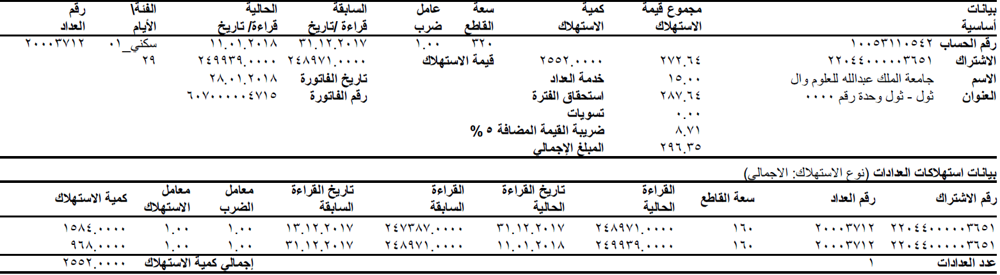 بيانات أساسية مجموع قيمة الاستهلاك كمية الاستهلاك سعة القاطع عامل ضرب السابقة قراءة /تاريخ الحالية قراءة/ تاريخ الفئة\ الأيام رقم العداد
رقم الحساب ١٠٠٥٣١١٠٥٤٢ ٣٢٠ ١.٠٠ ٣١.١٢.٢٠١٧ ١١.٠١.٢٠١٨ سكني_٠١ ٢٠٠٠٣٧١٢
الاشتراك ٢٢٠٤٤٠٠٠٠٠٠٣٦٥١ ٢٧٢.٦٤ ٢٥٥٢.٠٠٠٠ قيمة الاستهلاك ٢٤٨٩٧١.٠٠٠٠ ٢٤٩٩٣٩.٠٠٠٠ ٢٩
الاسم جامعة الملك عبدالله للعلوم وال ١٥.٠٠ خدمة العداد تاريخ الفاتورة ٢٨.٠١.٢٠١٨
العنوان ثول - ثول وحدة رقم ٠٠٠٠ ٢٨٧.٦٤ استحقاق الفترة رقم الفاتورة ٦٠٧٠٠٠٠٠٤٧١٥
٠.٠٠ تسويات
٨.٧١ ضريبة القيمة المضافة ٥ %
٢٩٦.٣٥ المبلغ الإجمالي
بيانات استهلاكات العدادات (نوع الاستهلاك: الاجمالي)
رقم الاشتراك رقم العداد سعة القاطع القراءة الحالية تاريخ القراءة الحالية القراءة السابقة تاريخ القراءة السابقة معامل الضرب معامل الاستهلاك كمية الاستهلاك
٢٢٠٤٤٠٠٠٠٠٠٣٦٥١ ٢٠٠٠٣٧١٢ ١٦٠ ٢٤٨٩٧١.٠٠٠٠ ٣١.١٢.٢٠١٧ ٢٤٧٣٨٧.٠٠٠٠ ١٣.١٢.٢٠١٧ ١.٠٠ ١.٠٠ ١٥٨٤.٠٠٠٠
٢٢٠٤٤٠٠٠٠٠٠٣٦٥١ ٢٠٠٠٣٧١٢ ١٦٠ ٢٤٩٩٣٩.٠٠٠٠ ١١.٠١.٢٠١٨ ٢٤٨٩٧١.٠٠٠٠ ٣١.١٢.٢٠١٧ ١.٠٠ ١.٠٠ ٩٦٨.٠٠٠٠
عدد العدادات ١ إجمالي كمية الاستهلاك ٢٥٥٢.٠٠٠٠